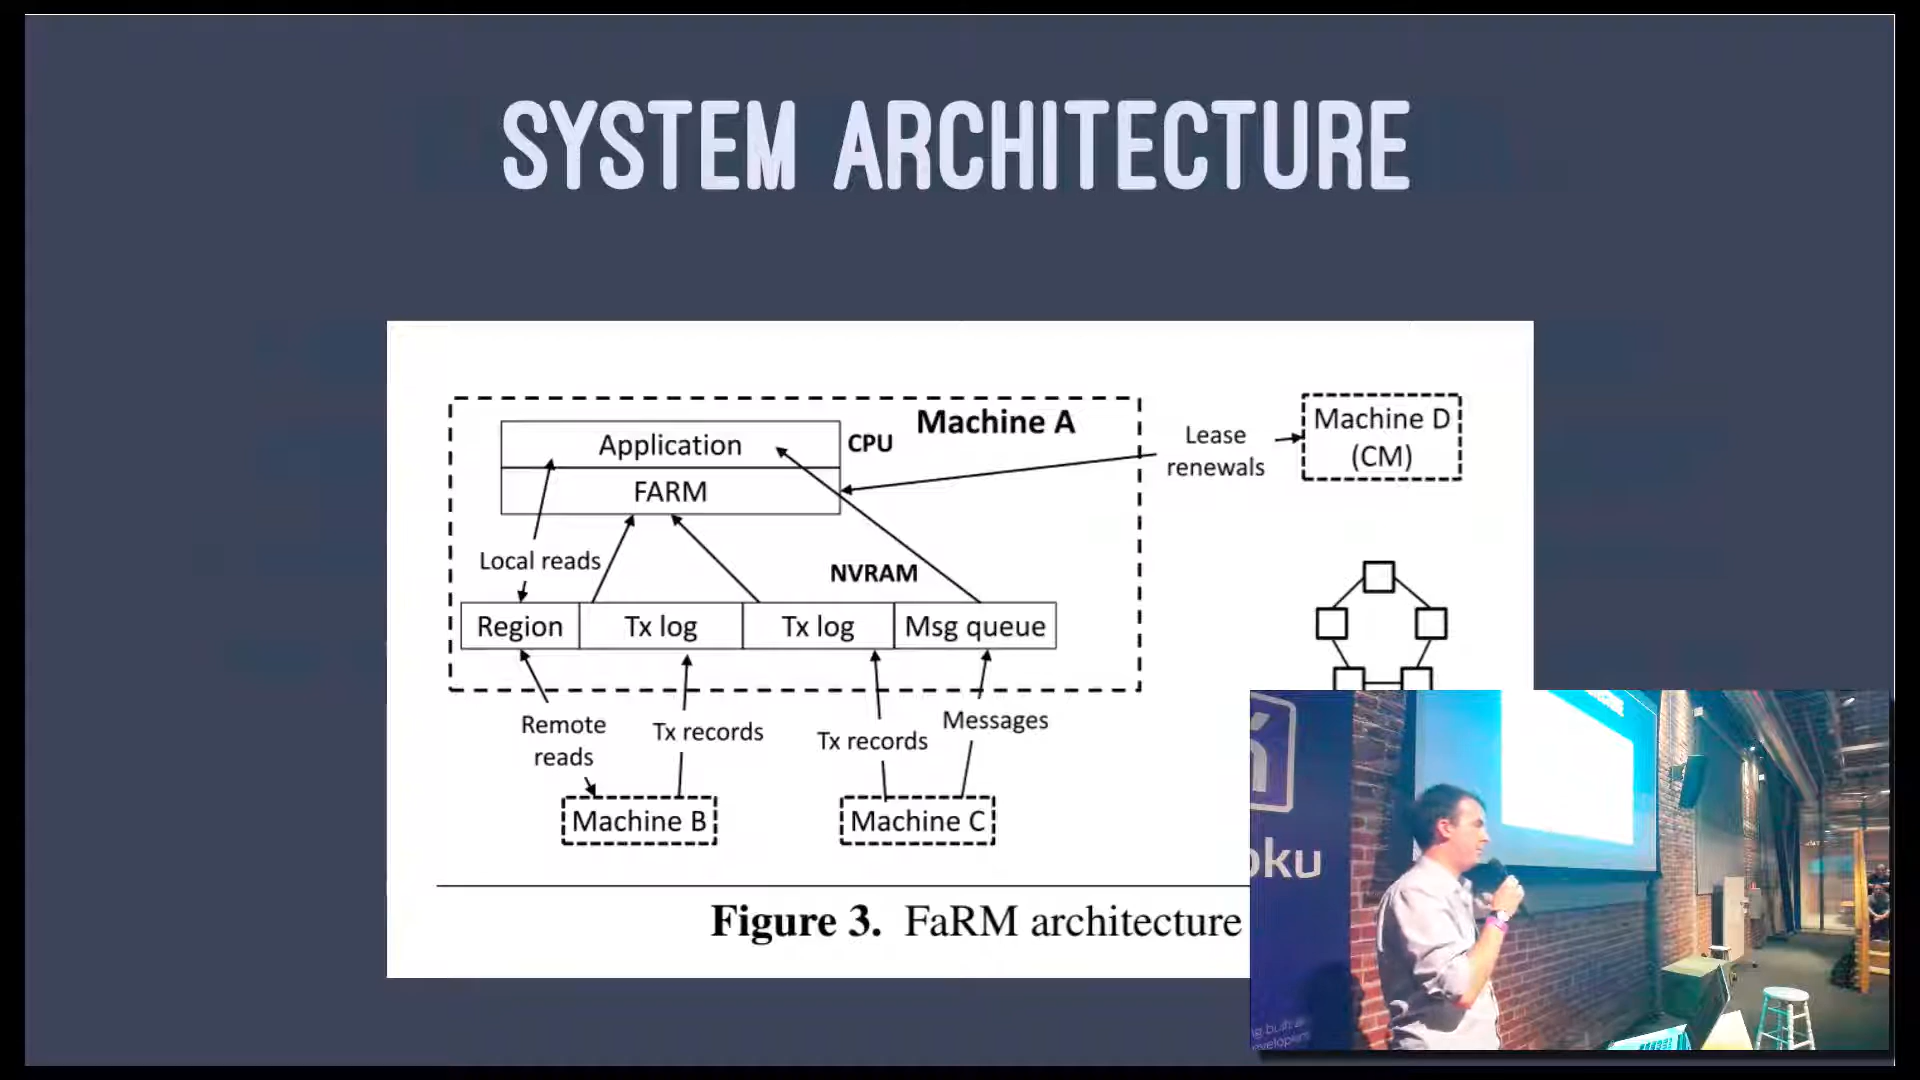 SYSTEM ARCHITECTURE
Machine A
Application
CPU
FARM
Lease
renewals
Machine D
(CM)
Local reads
NVRAM
Region
Tx log
Tx log
Msg queue
Remote
reads
Tx records
Tx records
Messages
Machine B
Machine C
Figure 3. FaRM architecture
oku